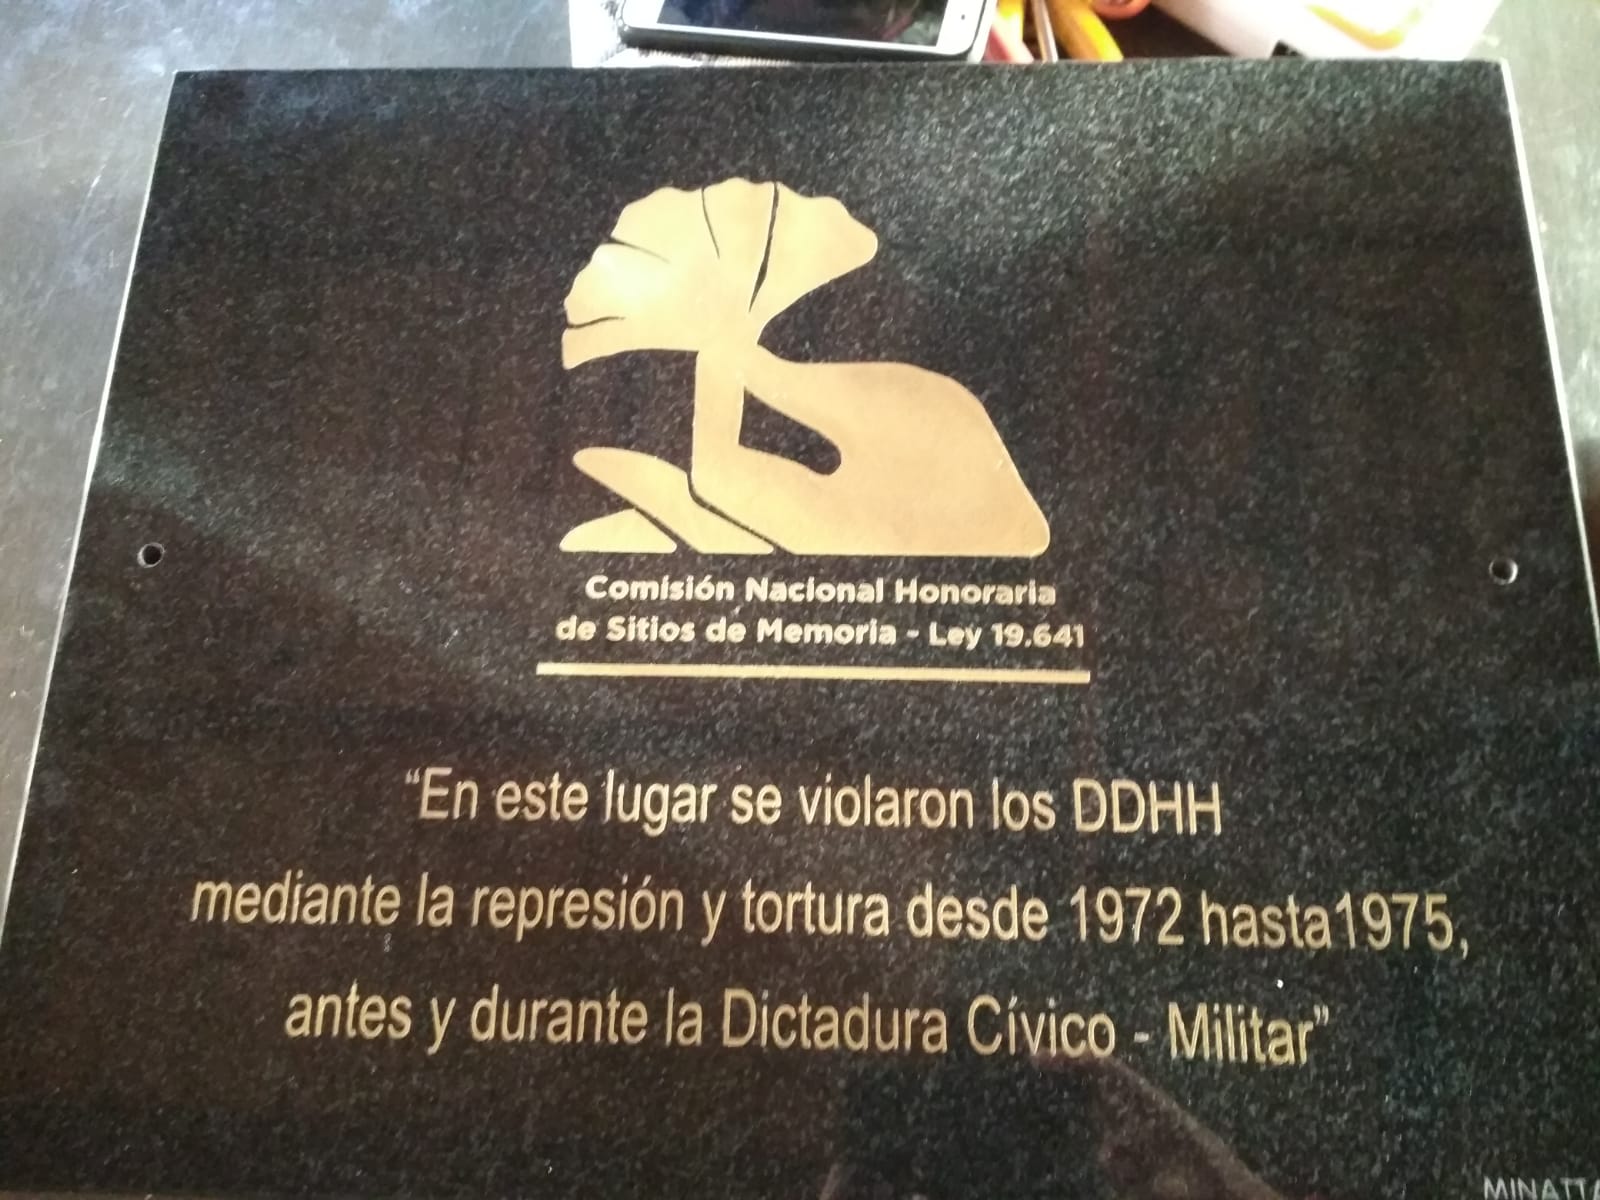 Comisión Nacional Honoraria
de Sitios de Memoria - Ley 19.641
“En este lugar se violaron los DDHH
mediante la represión y tortura desde 1972 hasta1975,
antes y durante la Dictadura Cívico - Militar”